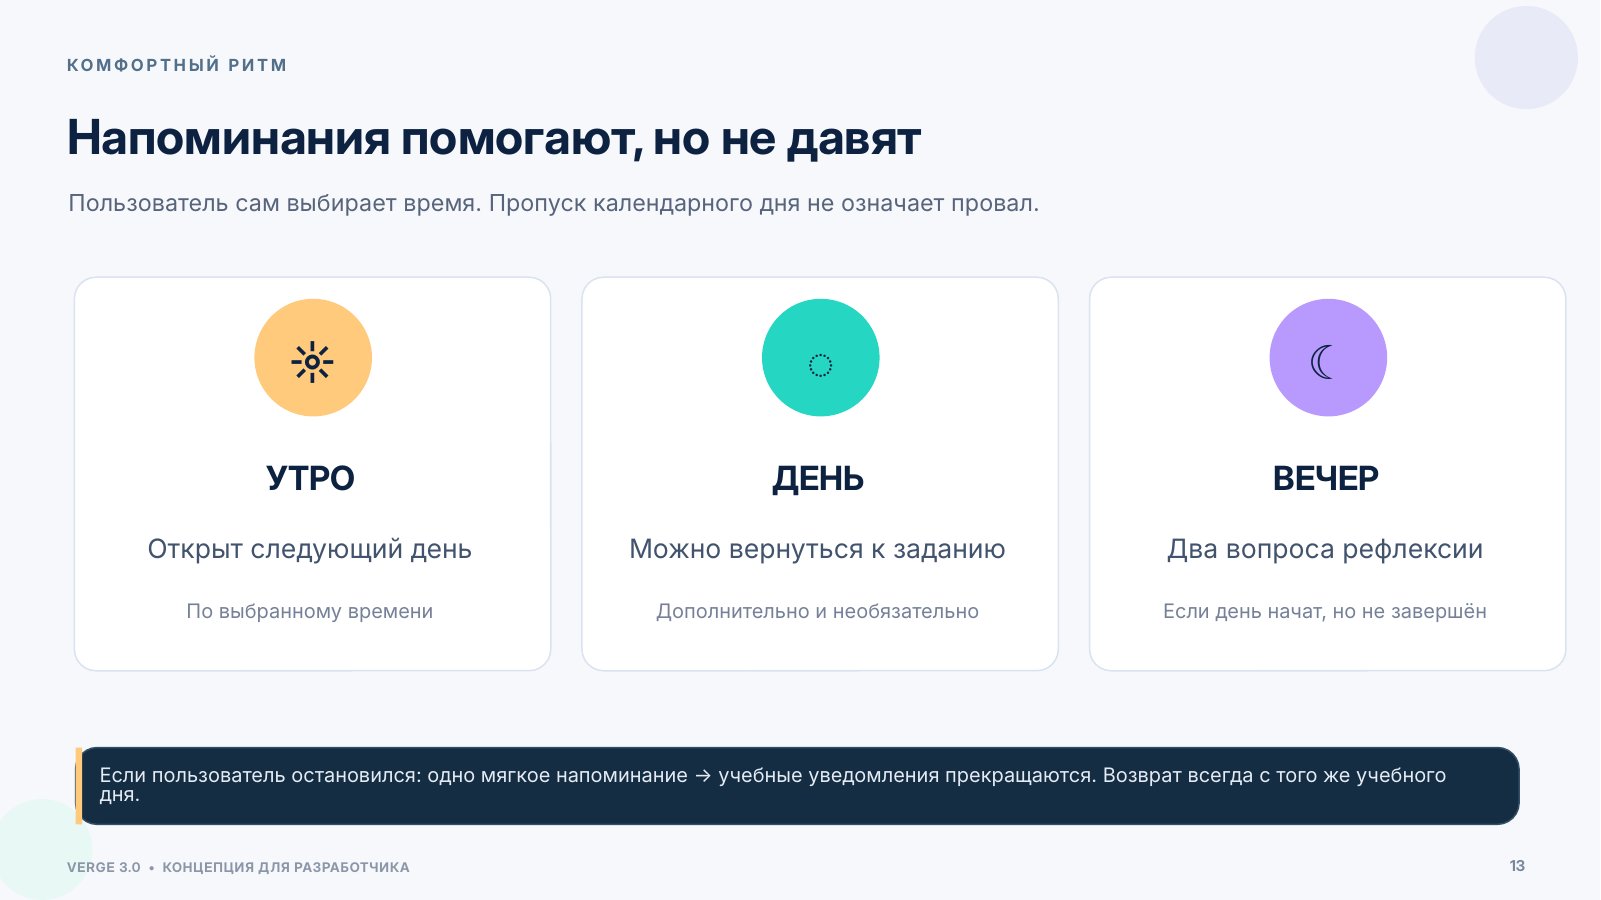 КОМФОРТНЫЙ РИТМ
Напоминания помогают, но не давят
Пользователь сам выбирает время. Пропуск календарного дня не означает провал.
УТРО
Открыт следующий день
По выбранному времени
ДЕНЬ
Можно вернуться к заданию
Дополнительно и необязательно
ВЕЧЕР
Два вопроса рефлексии
Если день начат, но не завершён
Если пользователь остановился: одно мягкое напоминание → учебные уведомления прекращаются. Возврат всегда с того же учебного
дня.
VERGE 3.0 • КОНЦЕПЦИЯ ДЛЯ РАЗРАБОТЧИКА
13